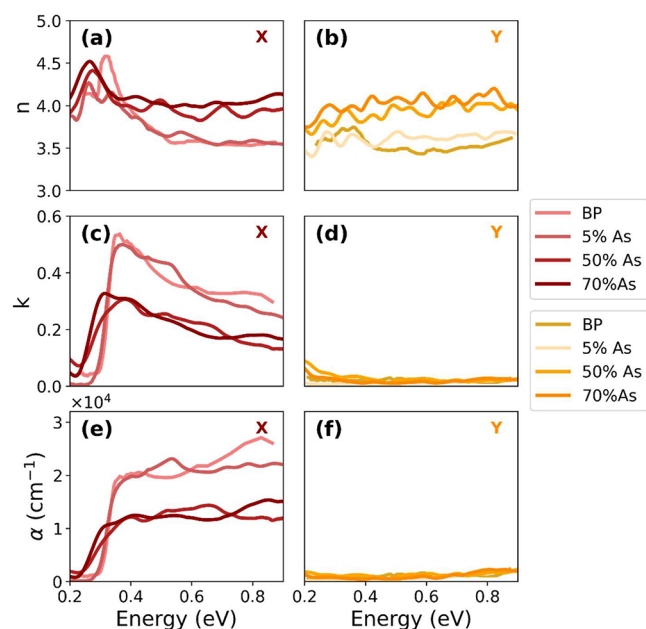 5.0
(a)
X
(b)
Y
4.5
n
4.0
3.5
3.0
0.6
(c)
X
(d)
Y
0.4
k
0.2
0.0
BP
5% As
50% As
70%As
BP
5% As
50% As
70%As
×10⁴
3
(e)
X
(f)
Y
2
α (cm⁻¹)
1
0
0.2 0.4 0.6 0.8 0.2 0.4 0.6 0.8
Energy (eV) Energy (eV)